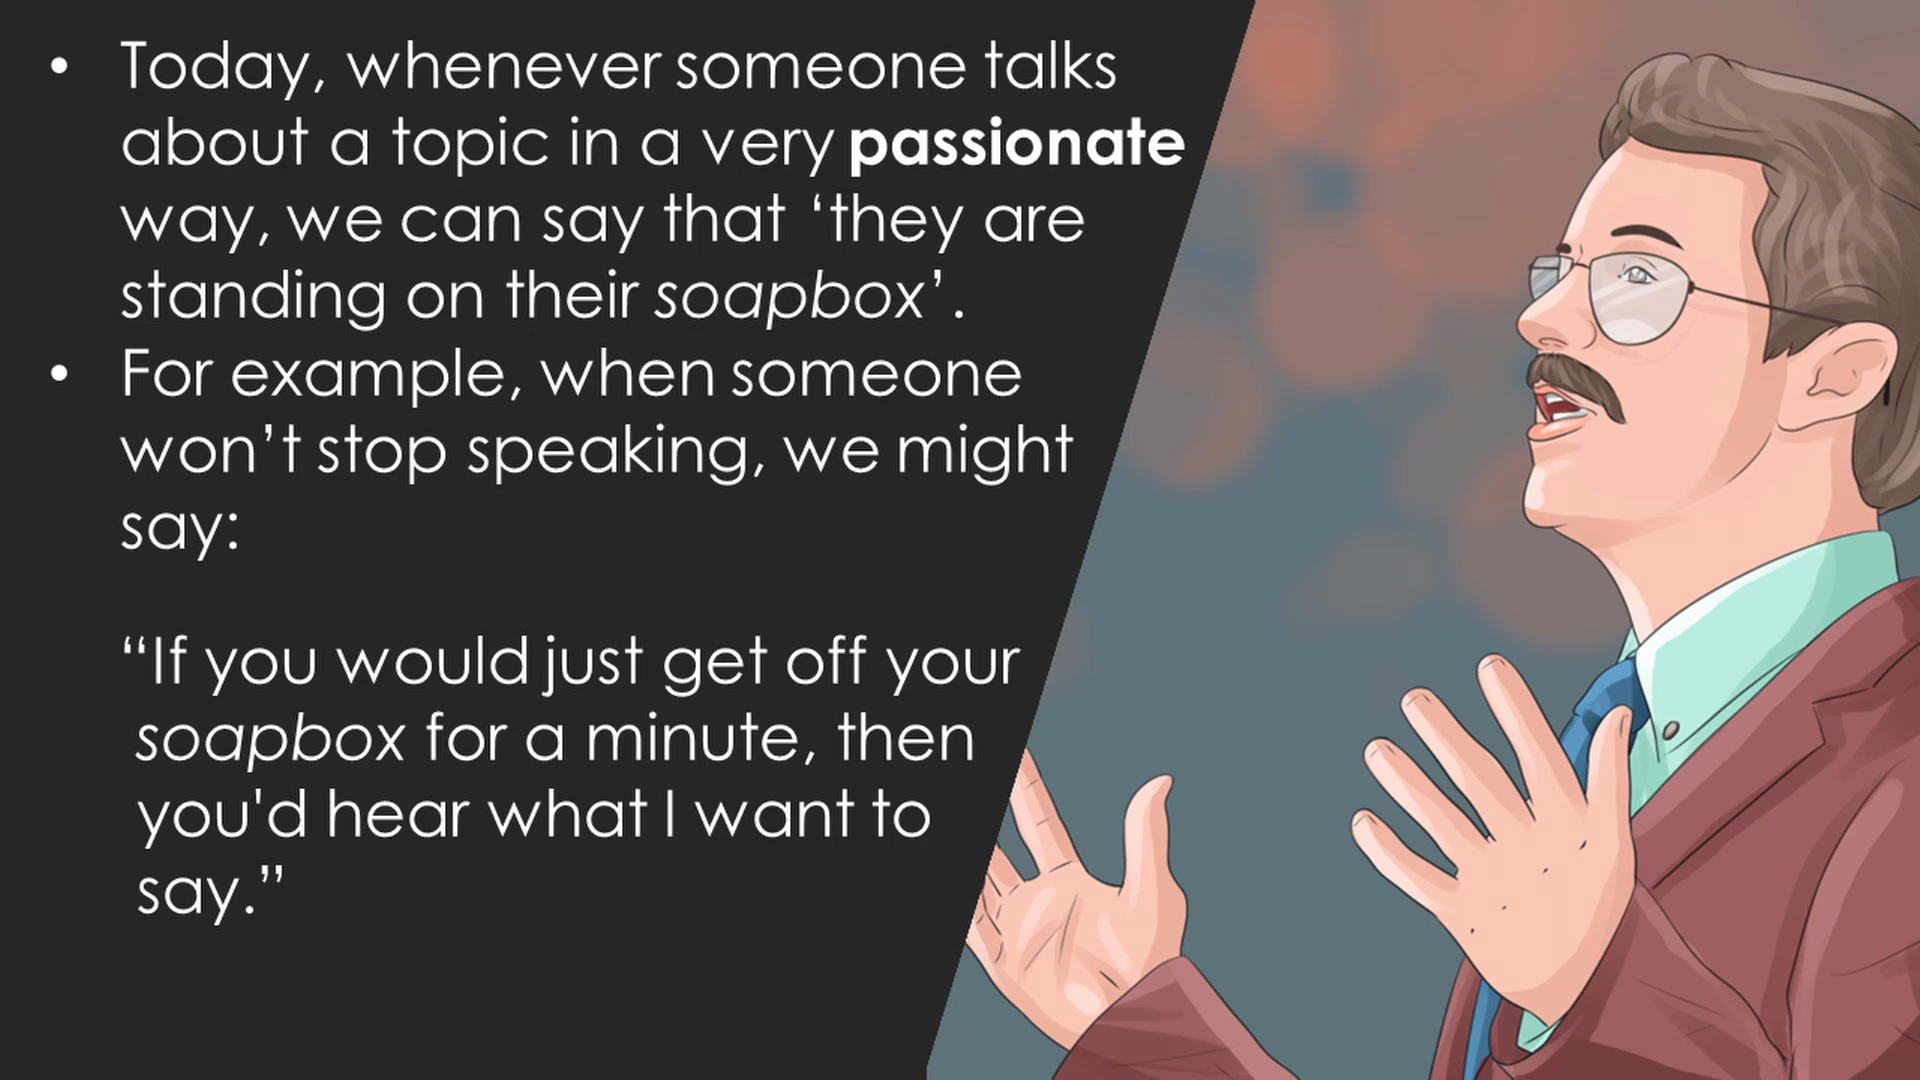 • Today, whenever someone talks
about a topic in a very passionate
way, we can say that ‘they are
standing on their soapbox’.
• For example, when someone
won’t stop speaking, we might
say:
“If you would just get off your
soapbox for a minute, then
you'd hear what I want to
say.”